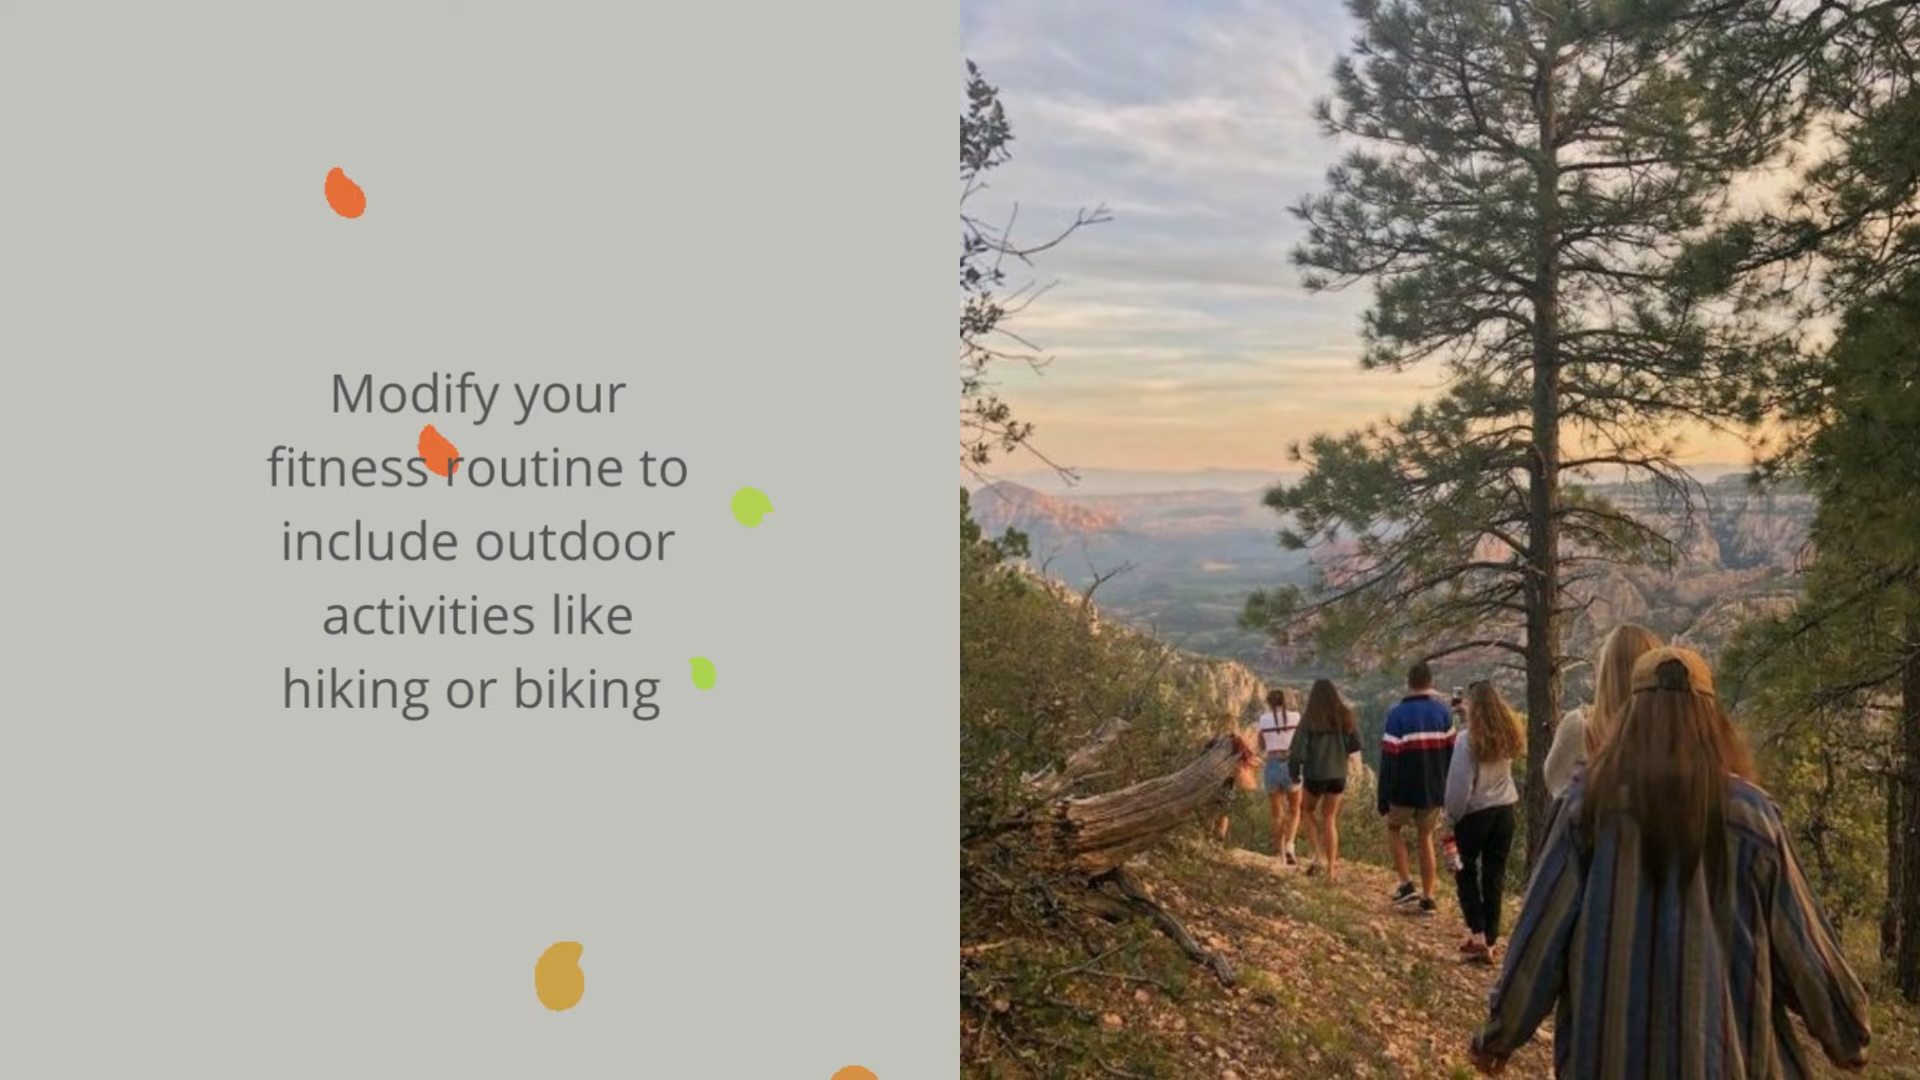 Modify your
fitness routine to
include outdoor
activities like
hiking or biking